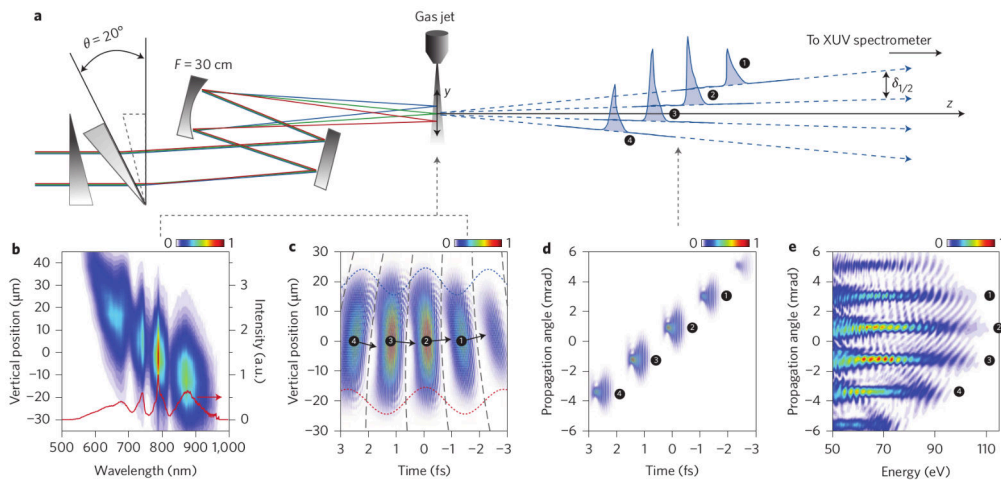 a
θ = 20°
F = 30 cm
Gas jet
y
1
2
3
4
To XUV spectrometer
δ1/2
z
b
0 1
Vertical position (μm)
40
30
20
10
0
−10
−20
−30
3
2
1
0
Intensity (a.u.)
500 600 700 800 900 1,000
Wavelength (nm)
c
0 1
Vertical position (μm)
30
20
10
0
−10
−20
−30
4 3 2 1
3 2 1 0 −1 −2 −3
Time (fs)
d
0 1
Propagation angle (mrad)
6
4
2
0
−2
−4
−6
1
2
3
4
3 2 1 0 −1 −2 −3
Time (fs)
e
0 1
Propagation angle (mrad)
6
4
2
0
−2
−4
−6
1
2
3
4
50 60 70 80 90 100 110
Energy (eV)